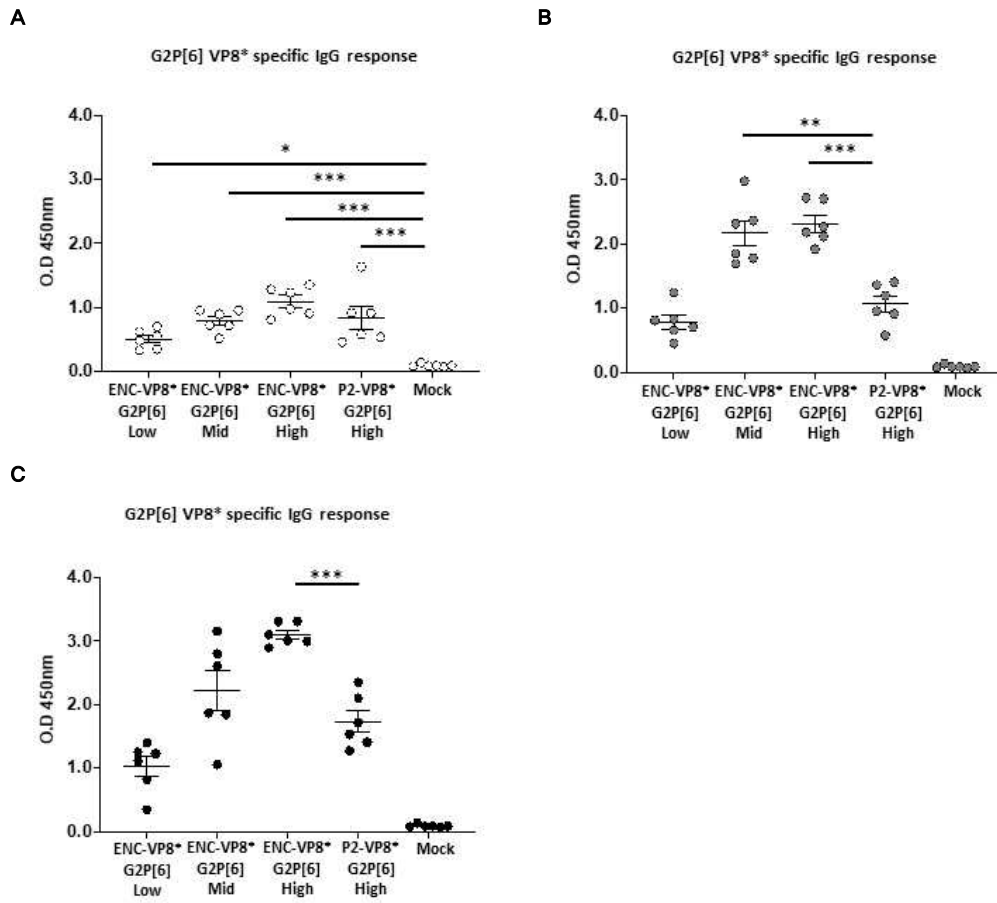 A
G2P[6] VP8* specific IgG response
4.0
3.0
2.0
1.0
0.0
O.D 450nm
*
***
***
***
ENC-VP8* ENC-VP8* ENC-VP8* P2-VP8* Mock
G2P[6] G2P[6] G2P[6] G2P[6]
Low Mid High High
B
G2P[6] VP8* specific IgG response
4.0
3.0
2.0
1.0
0.0
O.D 450nm
**
***
ENC-VP8* ENC-VP8* ENC-VP8* P2-VP8* Mock
G2P[6] G2P[6] G2P[6] G2P[6]
Low Mid High High
C
G2P[6] VP8* specific IgG response
4.0
3.0
2.0
1.0
0.0
O.D 450nm
***
ENC-VP8* ENC-VP8* ENC-VP8* P2-VP8* Mock
G2P[6] G2P[6] G2P[6] G2P[6]
Low Mid High High